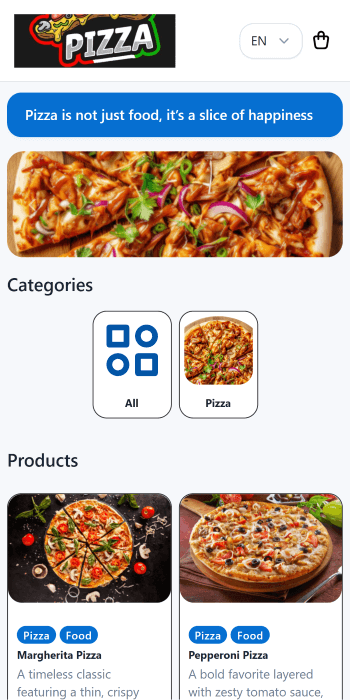 PIZZA
EN
Pizza is not just food, it's a slice of happiness
Categories
All
Pizza
Products
Pizza
Food
Margherita Pizza
A timeless classic
featuring a thin, crispy
Pizza
Food
Pepperoni Pizza
A bold favorite layered
with zesty tomato sauce,